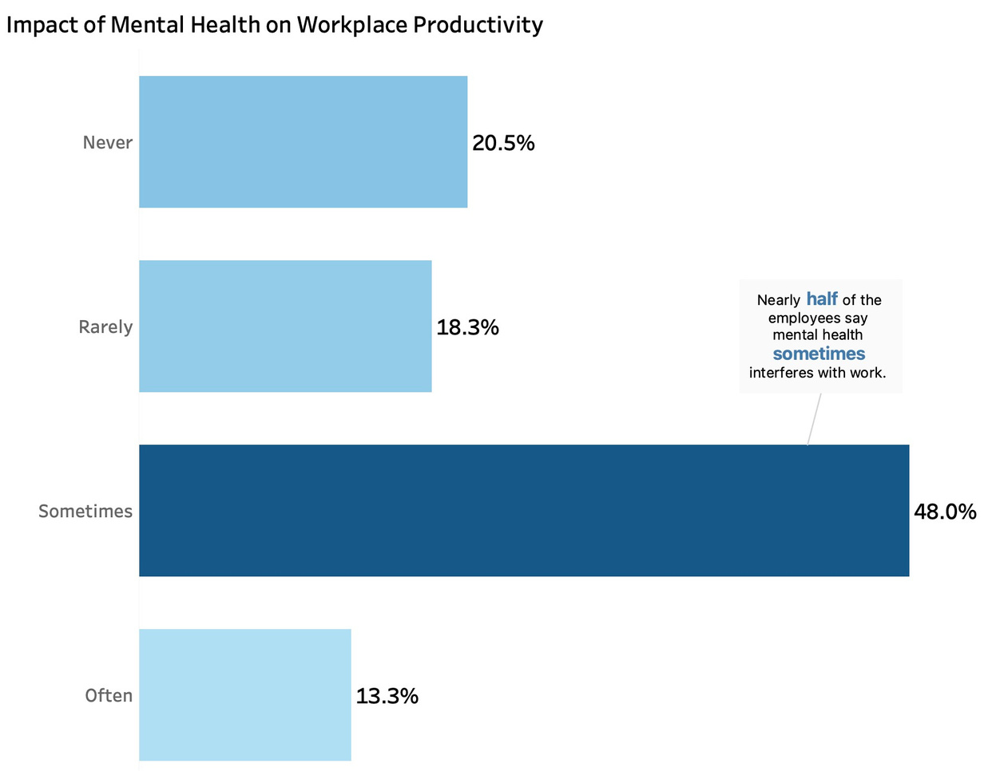 Impact of Mental Health on Workplace Productivity
Never
20.5%
Rarely
18.3%
Nearly half of the
employees say
mental health
sometimes
interferes with work.
Sometimes
48.0%
Often
13.3%